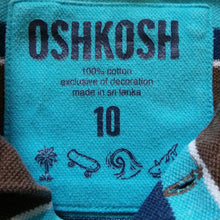 OSHKOSH
100% cotton
exclusive of decoration
made in sri lanka
10